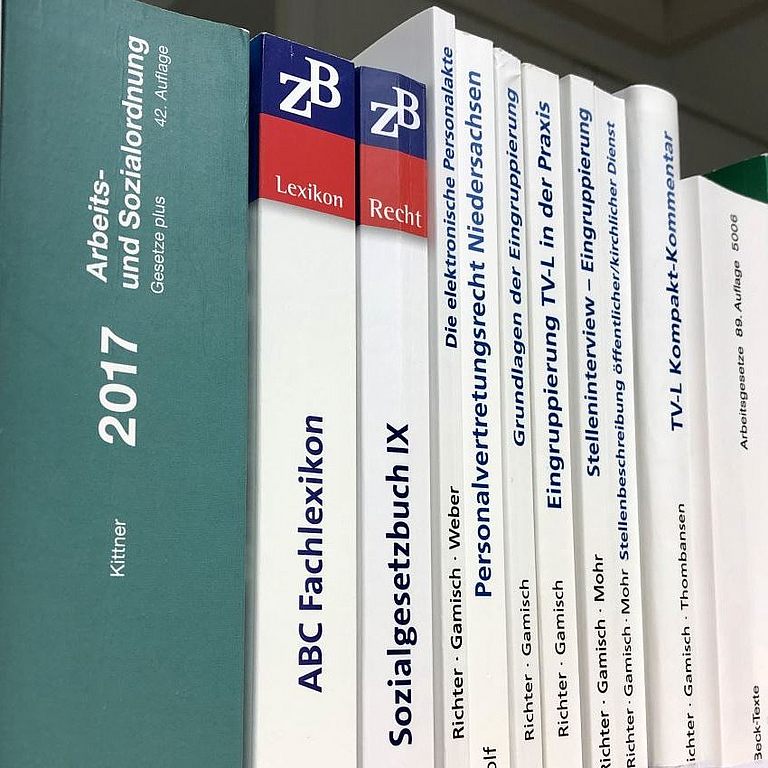 Arbeits-
und Sozialordnung
Gesetze plus 42. Auflage
2017
Kittner
ZB
Lexikon
ABC Fachlexikon
ZB
Recht
Sozialgesetzbuch IX
Die elektronische Personalakte
Richter · Gamisch · Weber
Personalvertretungsrecht Niedersachsen
olf
Grundlagen der Eingruppierung
Richter · Gamisch
Eingruppierung TV-L in der Praxis
Richter · Gamisch
Stelleninterview – Eingruppierung
Richter · Gamisch · Mohr
Stellenbeschreibung öffentlicher/kirchlicher Dienst
Richter · Gamisch · Mohr
TV-L Kompakt-Kommentar
ichter · Gamisch · Thombansen
Arbeitsgesetze 89. Auflage 5006
Beck-Texte